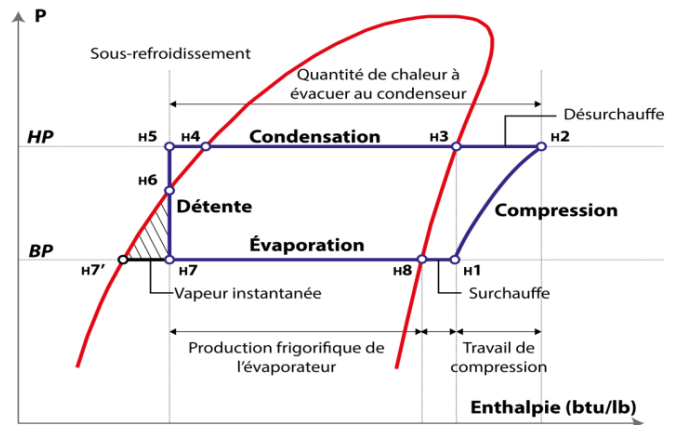 P
Sous-refroidissement
Quantité de chaleur à
évacuer au condenseur
Désurchauffe
HP
H5
H4
Condensation
H3
H2
H6
Détente
Compression
Évaporation
BP
H7'
H7
H8
H1
Vapeur instantanée
Surchauffe
Production frigorifique de
l'évaporateur
Travail de
compression
Enthalpie (btu/lb)